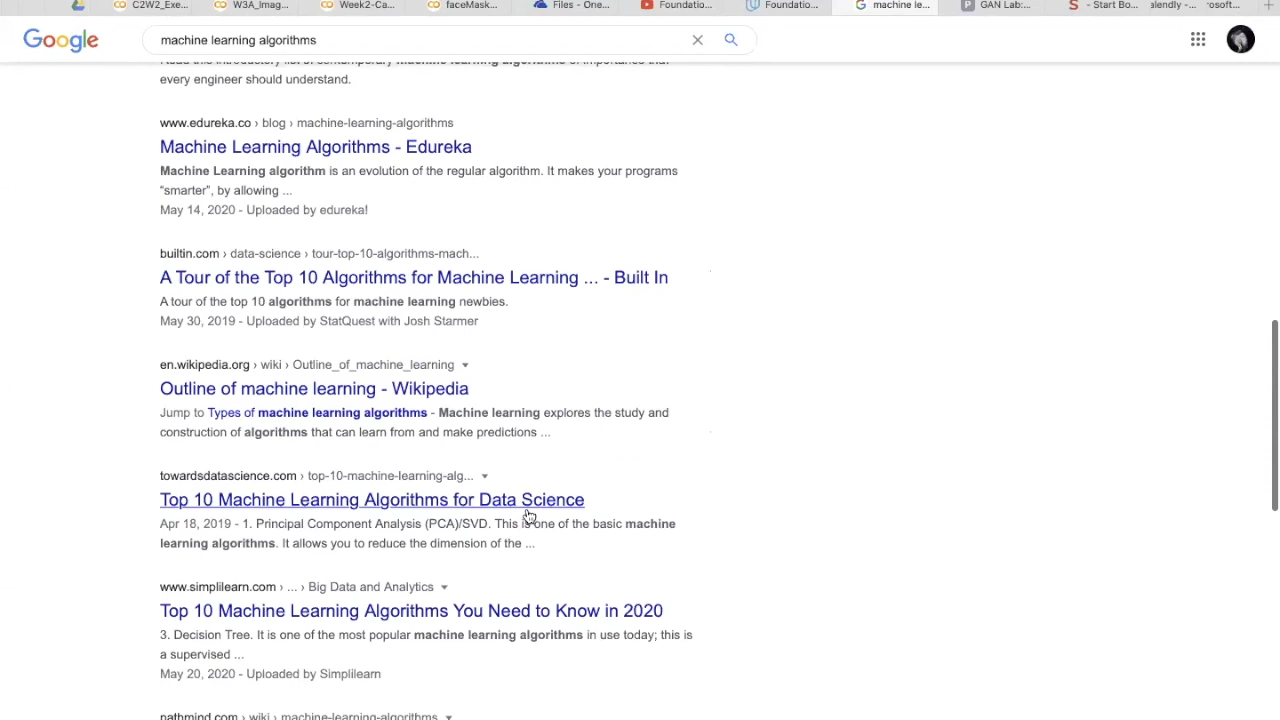 C2W2_Exe...
W3A_Imag...
Week2-Ca...
faceMask...
Files - One...
Foundatio...
Foundatio...
machine le...
GAN Lab:...
- Start Bo...
alendly -...
rosoft...
Google
machine learning algorithms
Read this introductory list of contemporary machine learning algorithms of importance that
every engineer should understand.
www.edureka.co › blog › machine-learning-algorithms
Machine Learning Algorithms - Edureka
Machine Learning algorithm is an evolution of the regular algorithm. It makes your programs
“smarter”, by allowing ...
May 14, 2020 - Uploaded by edureka!
builtin.com › data-science › tour-top-10-algorithms-mach...
A Tour of the Top 10 Algorithms for Machine Learning ... - Built In
A tour of the top 10 algorithms for machine learning newbies.
May 30, 2019 - Uploaded by StatQuest with Josh Starmer
en.wikipedia.org › wiki › Outline_of_machine_learning
Outline of machine learning - Wikipedia
Jump to Types of machine learning algorithms - Machine learning explores the study and
construction of algorithms that can learn from and make predictions ...
towardsdatascience.com › top-10-machine-learning-alg...
Top 10 Machine Learning Algorithms for Data Science
Apr 18, 2019 - 1. Principal Component Analysis (PCA)/SVD. This is one of the basic machine
learning algorithms. It allows you to reduce the dimension of the ...
www.simplilearn.com › ... › Big Data and Analytics
Top 10 Machine Learning Algorithms You Need to Know in 2020
3. Decision Tree. It is one of the most popular machine learning algorithms in use today; this is
a supervised ...
May 20, 2020 - Uploaded by Simplilearn
pathmind.com › wiki › machine-learning-algorithms